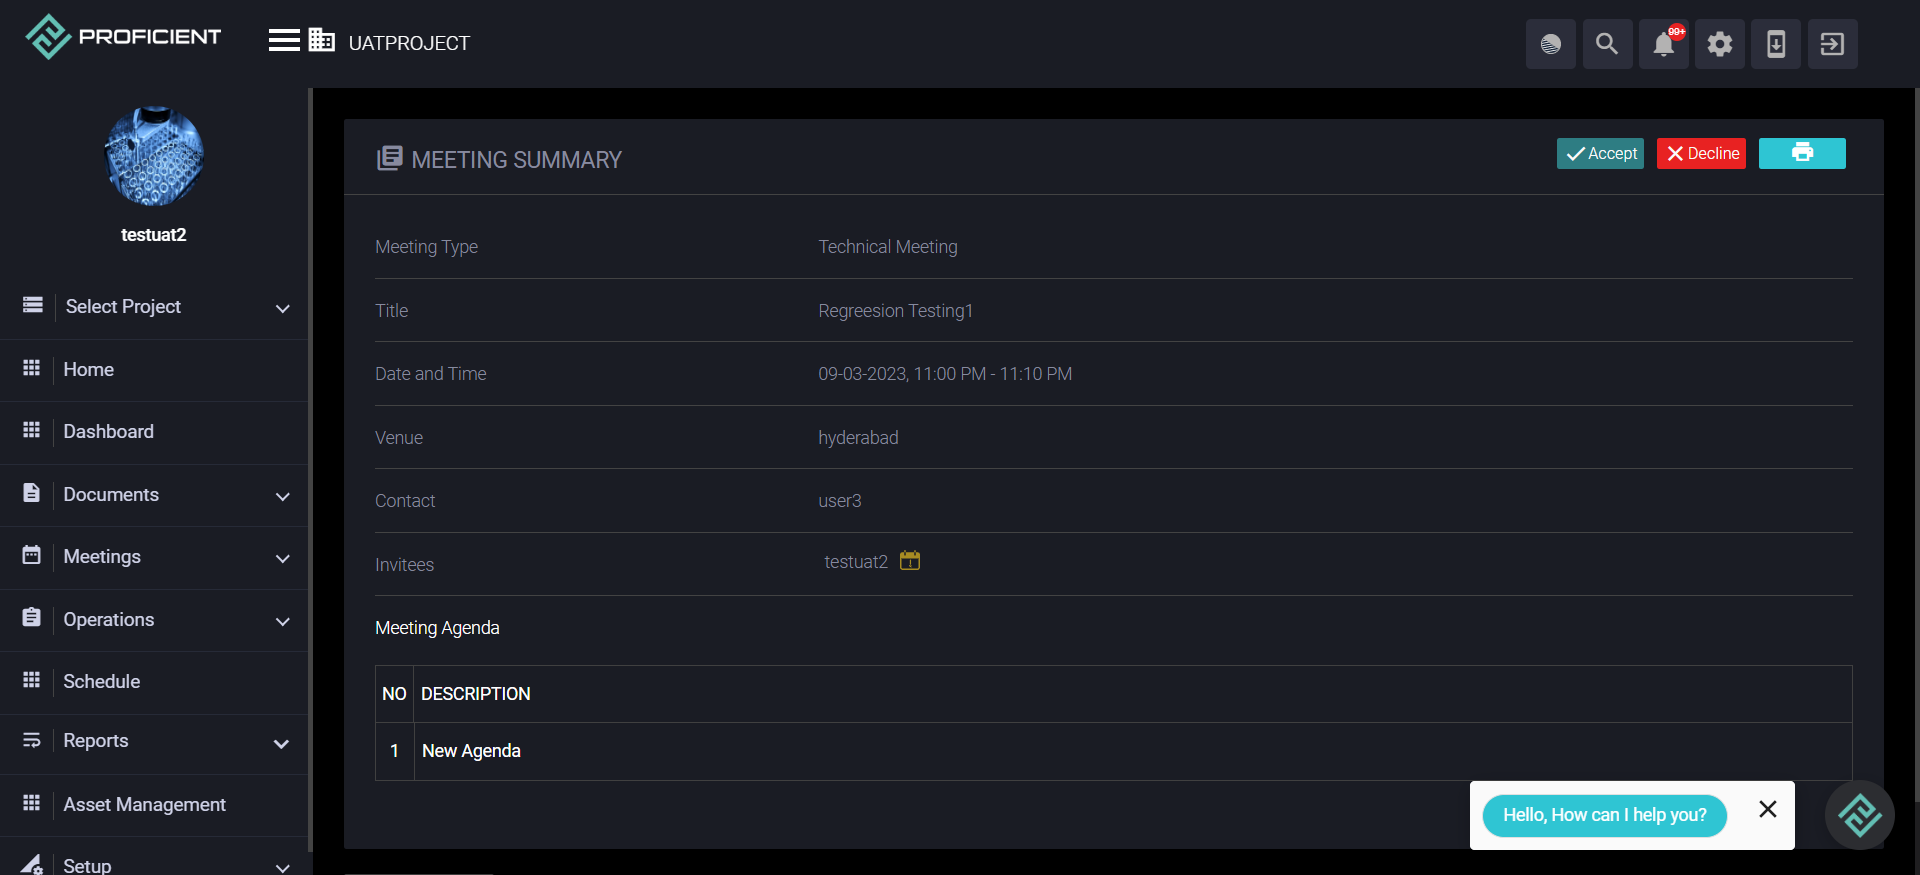 PROFICIENT
UATPROJECT
99+
testuat2
Select Project
Home
Dashboard
Documents
Meetings
Operations
Schedule
Reports
Asset Management
Setup
MEETING SUMMARY
Accept
Decline
Meeting Type Technical Meeting
Title Regreesion Testing1
Date and Time 09-03-2023, 11:00 PM - 11:10 PM
Venue hyderabad
Contact user3
Invitees testuat2
Meeting Agenda
NO DESCRIPTION
1 New Agenda
Hello, How can I help you?